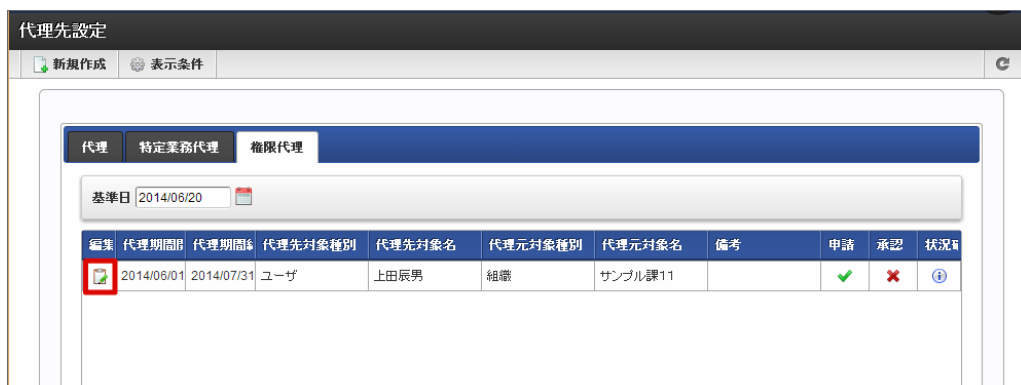 代理先設定
新規作成 表示条件
代理 特定業務代理 権限代理
基準日 2014/06/20
編集 代理期間 代理期間 代理先対象種別 代理先対象名 代理元対象種別 代理元対象名 備考 申請 承認 状況
2014/06/01 2014/07/31 ユーザ 上田辰男 組織 サンプル課11